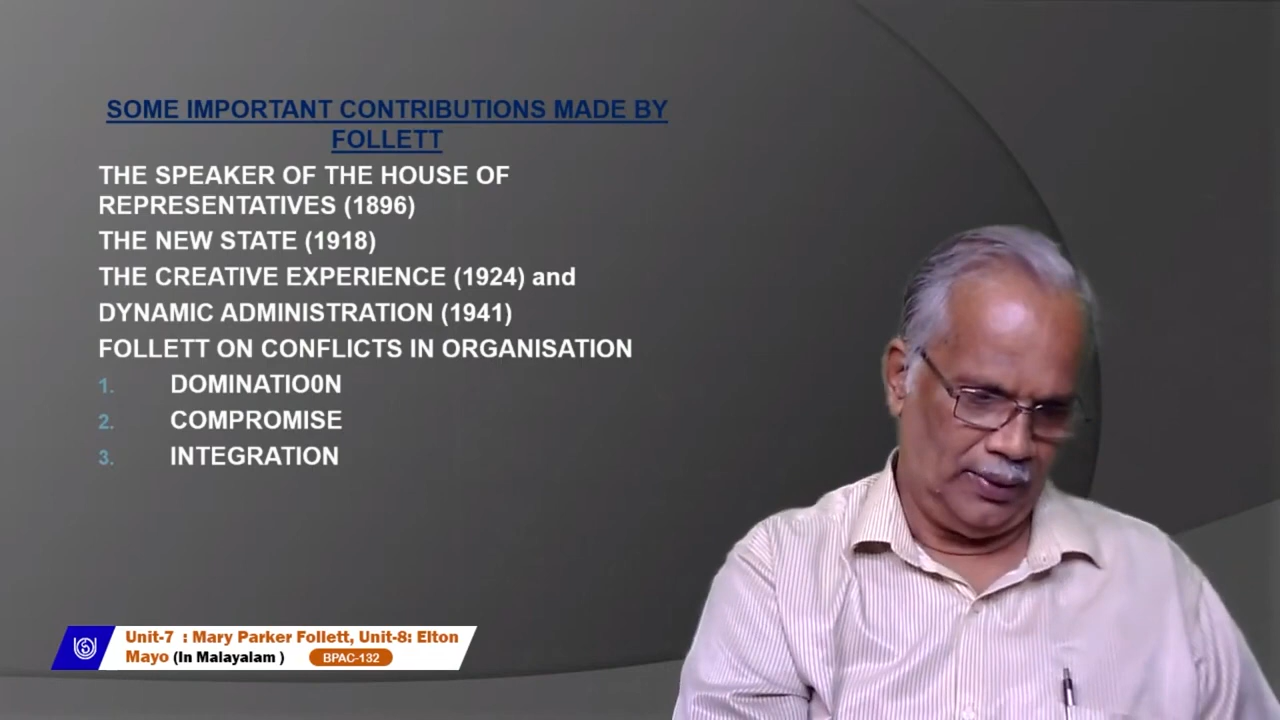 SOME IMPORTANT CONTRIBUTIONS MADE BY
FOLLETT
THE SPEAKER OF THE HOUSE OF
REPRESENTATIVES (1896)
THE NEW STATE (1918)
THE CREATIVE EXPERIENCE (1924) and
DYNAMIC ADMINISTRATION (1941)
FOLLETT ON CONFLICTS IN ORGANISATION
1. DOMINATIO0N
2. COMPROMISE
3. INTEGRATION
Unit-7 : Mary Parker Follett, Unit-8: Elton
Mayo (In Malayalam ) BPAC-132